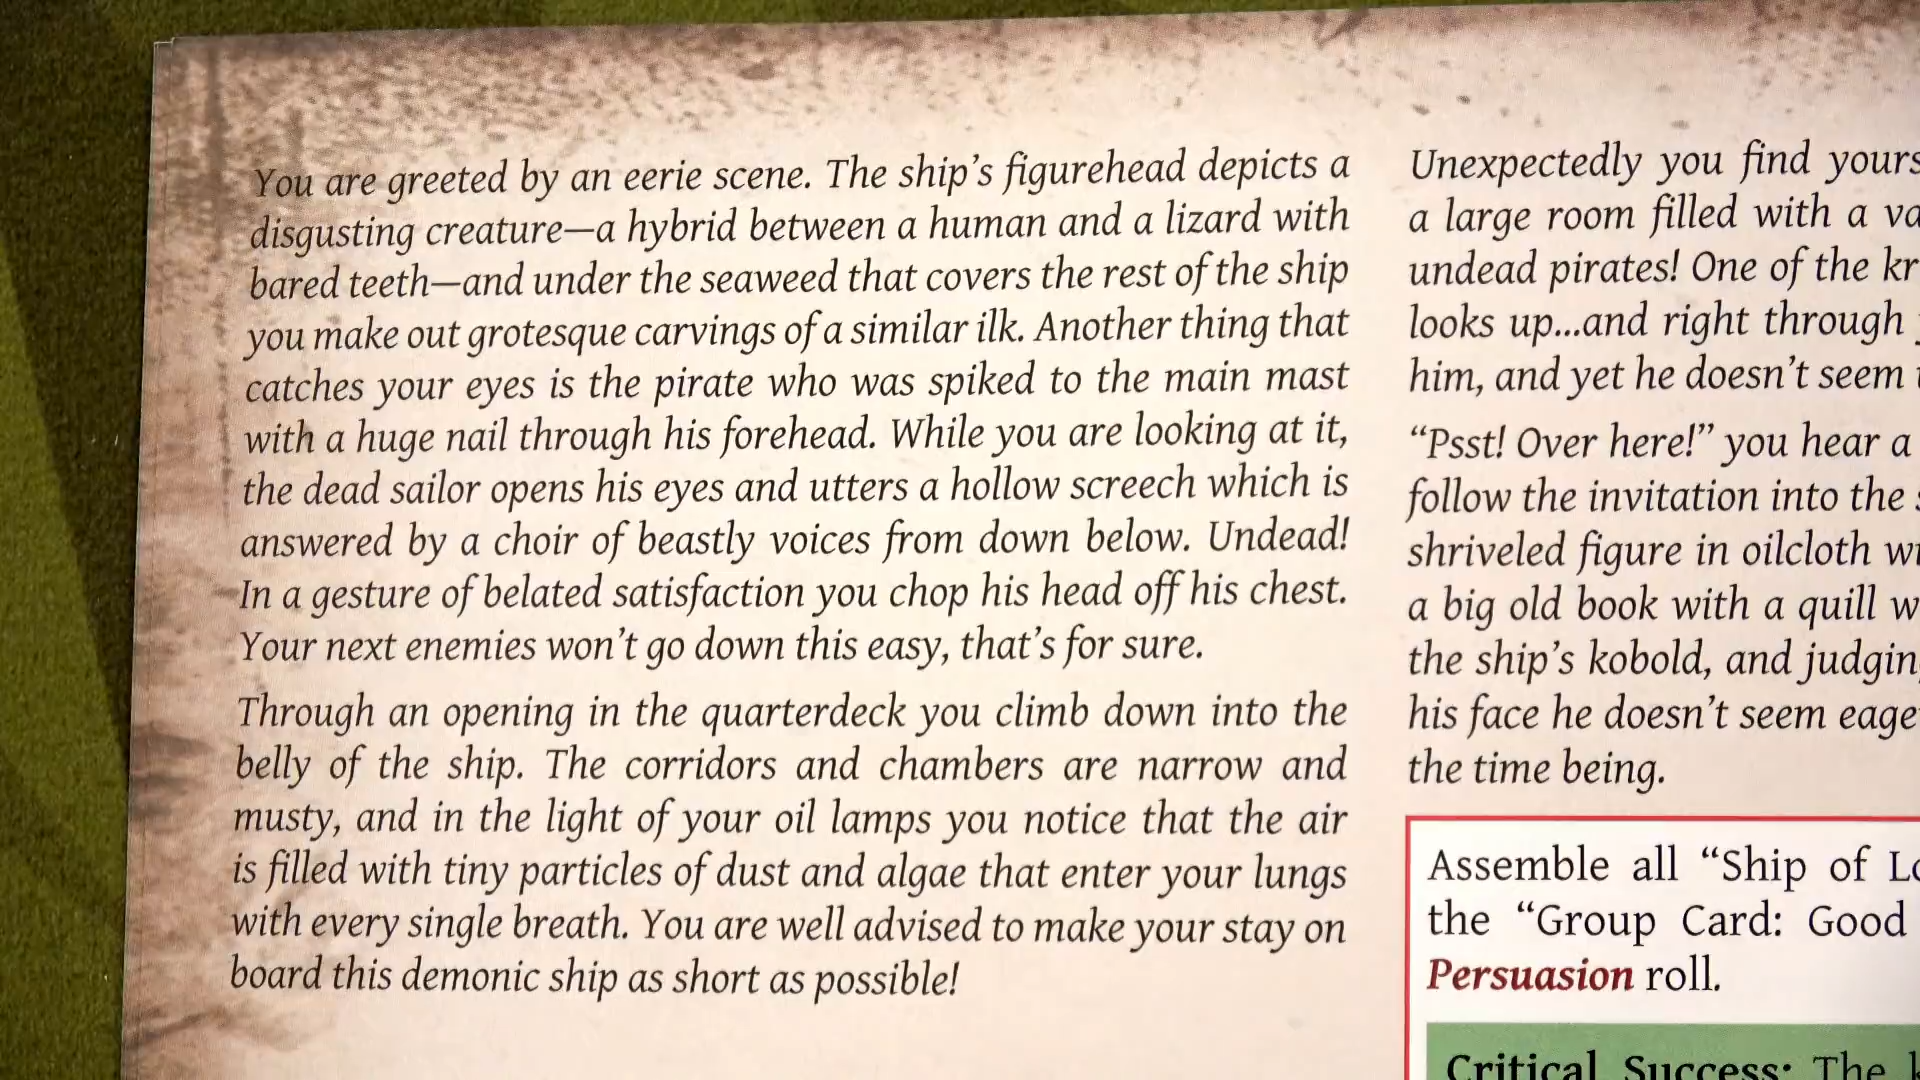 You are greeted by an eerie scene. The ship's figurehead depicts a
disgusting creature—a hybrid between a human and a lizard with
bared teeth—and under the seaweed that covers the rest of the ship
you make out grotesque carvings of a similar ilk. Another thing that
catches your eyes is the pirate who was spiked to the main mast
with a huge nail through his forehead. While you are looking at it,
the dead sailor opens his eyes and utters a hollow screech which is
answered by a choir of beastly voices from down below. Undead!
In a gesture of belated satisfaction you chop his head off his chest.
Your next enemies won't go down this easy, that's for sure.
Through an opening in the quarterdeck you climb down into the
belly of the ship. The corridors and chambers are narrow and
musty, and in the light of your oil lamps you notice that the air
is filled with tiny particles of dust and algae that enter your lungs
with every single breath. You are well advised to make your stay on
board this demonic ship as short as possible!
Unexpectedly you find
a large room filled with a
undead pirates! One of the
looks up...and right through
him, and yet he doesn't seem
“Psst! Over here!” you hear a
follow the invitation into the
shriveled figure in oilcloth
a big old book with a quill
the ship's kobold, and
his face he doesn't seem
the time being.
Assemble all “Ship of
the “Group Card: Good
Persuasion roll.
Critical Success: The